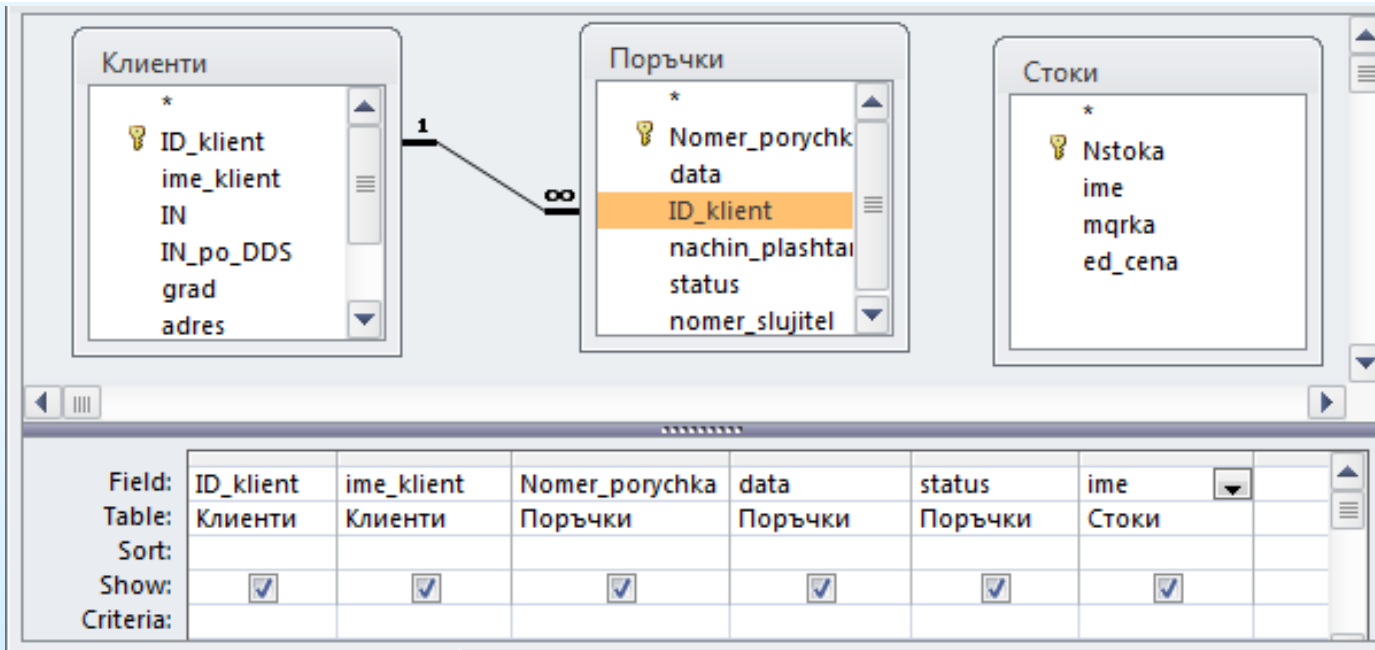 Клиенти
*
ID_klient
ime_klient
IN
IN_po_DDS
grad
adres
1
∞
Поръчки
*
Nomer_porychk
data
ID_klient
nachin_plashta
status
nomer_slujitel
Стоки
*
Nstoka
ime
mqrka
ed_cena
Field: ID_klient ime_klient Nomer_porychka data status ime
Table: Клиенти Клиенти Поръчки Поръчки Поръчки Стоки
Sort:
Show:
Criteria: